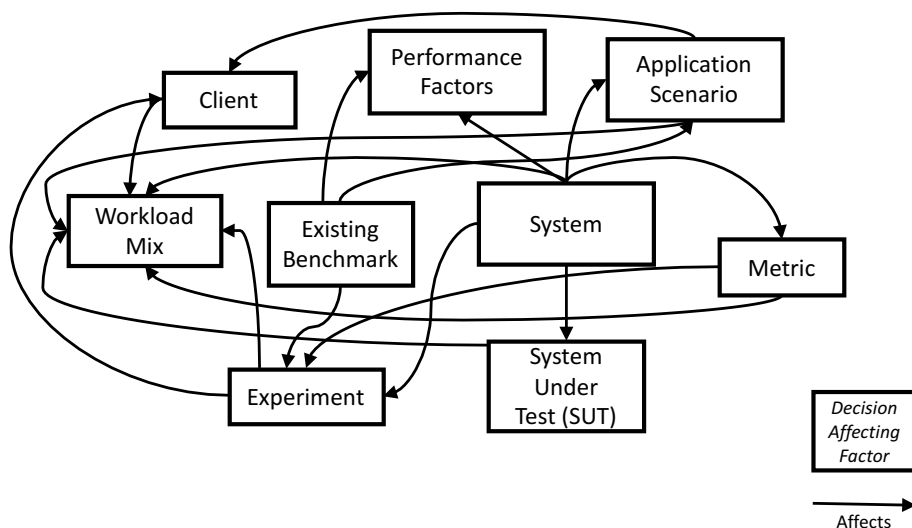 Client
Performance
Factors
Application
Scenario
Workload
Mix
Existing
Benchmark
System
Metric
Experiment
System
Under
Test (SUT)
Decision
Affecting
Factor
Affects